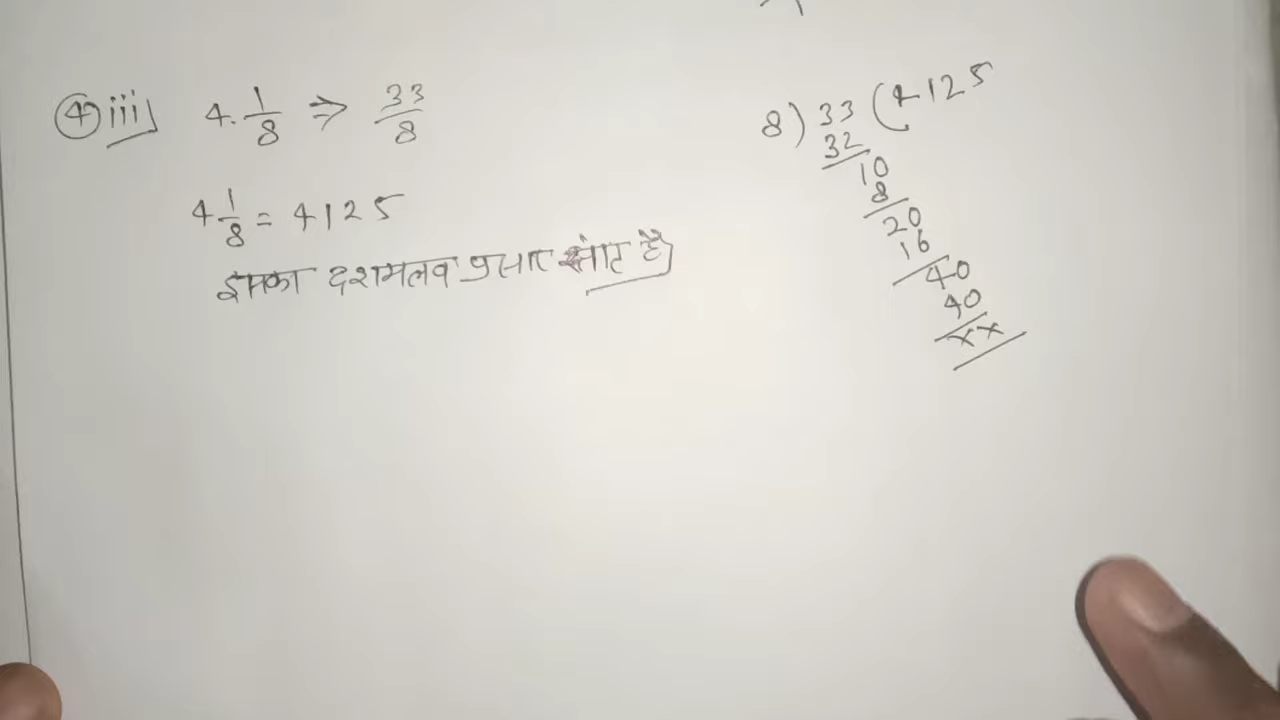 ④ iii) 4.1/8 ⇒ 33/8
4 1/8 = 4125
इसका दशमलव प्रसार सांत है
8) 33 (4125
32
10
8
20
16
40
40
xx